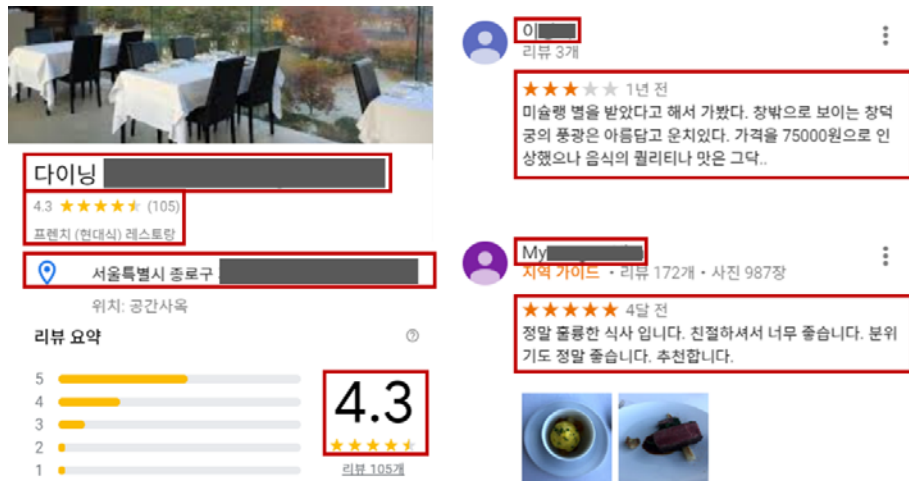 다이닝
4.3 ★★★★★ (105)
프렌치 (현대식) 레스토랑
서울특별시 종로구
위치: 공간사옥
리뷰 요약
5
4
3
2
1
4.3
★★★★★
리뷰 105개
이
리뷰 3개
★★★★★ 1년 전
미슐랭 별을 받았다고 해서 가봤다. 창밖으로 보이는 창덕
궁의 풍광은 아름답고 운치있다. 가격을 75000원으로 인
상했으나 음식의 퀄리티나 맛은 그닥..
My
지역 가이드 • 리뷰 172개 • 사진 987장
★★★★★ 4달 전
정말 훌륭한 식사 입니다. 친절하셔서 너무 좋습니다. 분위
기도 정말 좋습니다. 추천합니다.